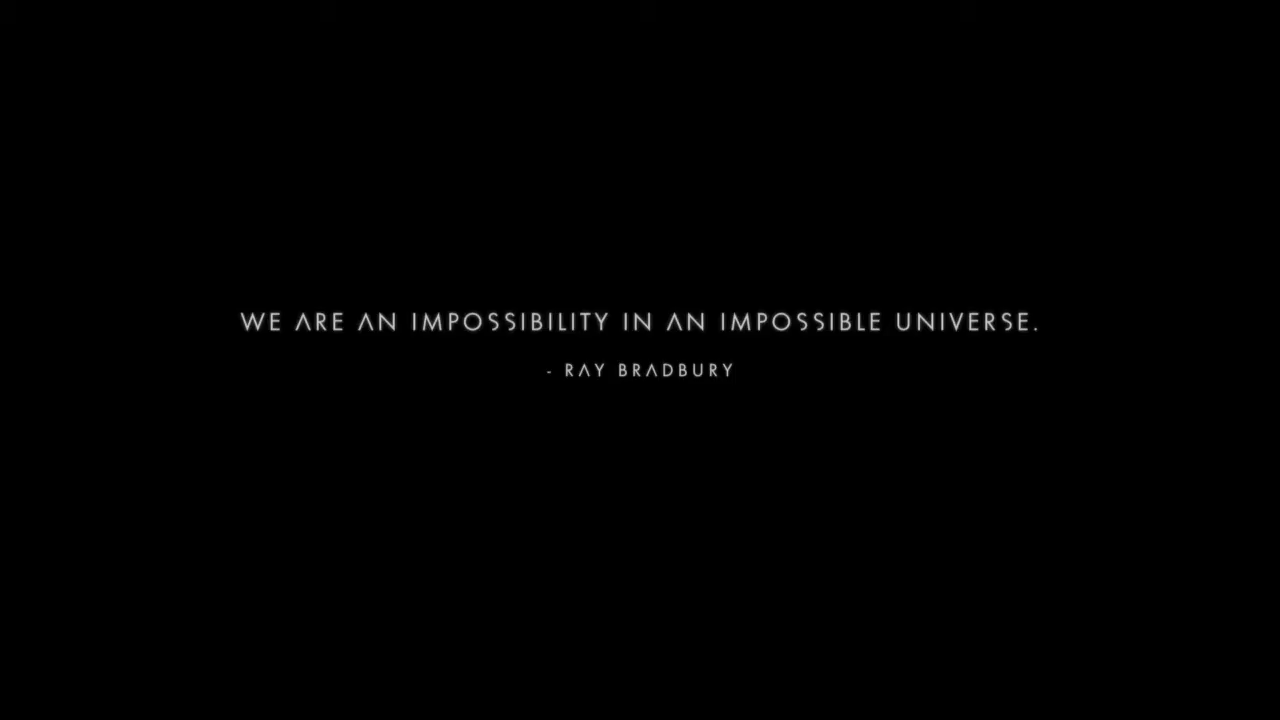 WE ARE AN IMPOSSIBILITY IN AN IMPOSSIBLE UNIVERSE.
- RAY BRADBURY